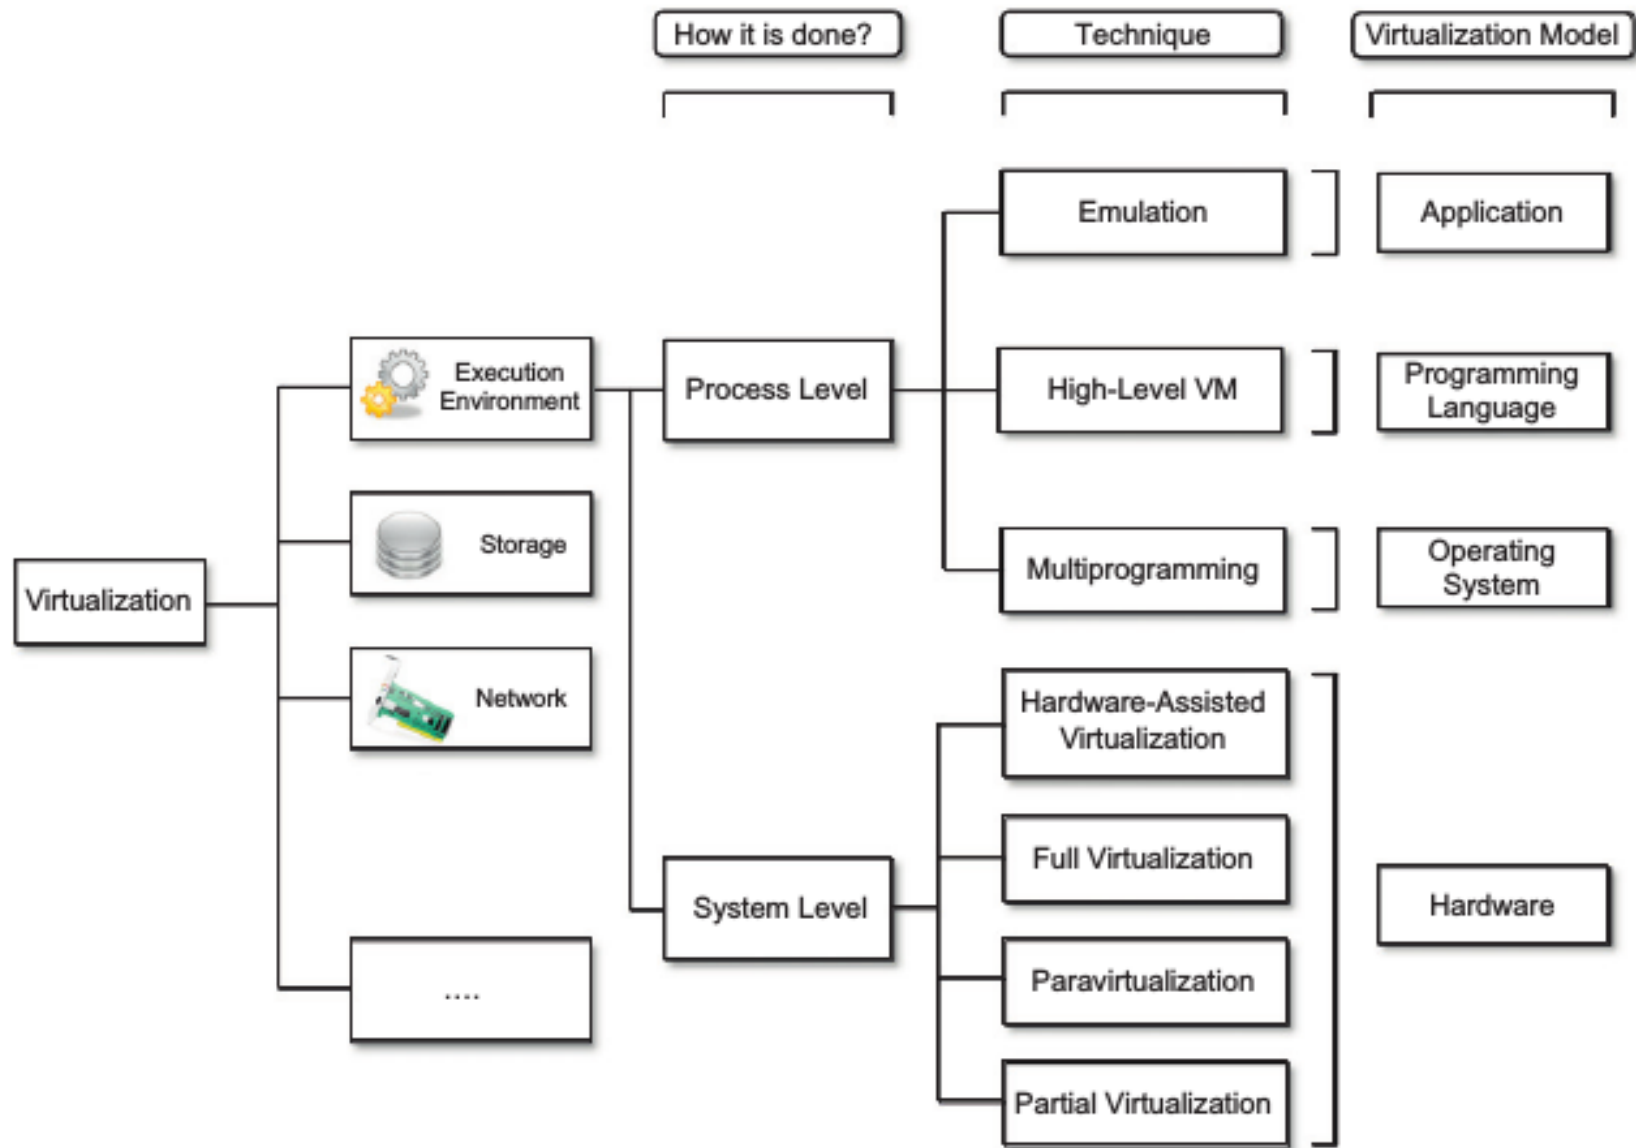 How it is done?
Technique
Virtualization Model
Emulation
Application
Execution
Environment
Process Level
High-Level VM
Programming
Language
Storage
Multiprogramming
Operating
System
Virtualization
Network
Hardware-Assisted
Virtualization
Full Virtualization
System Level
Hardware
....
Paravirtualization
Partial Virtualization